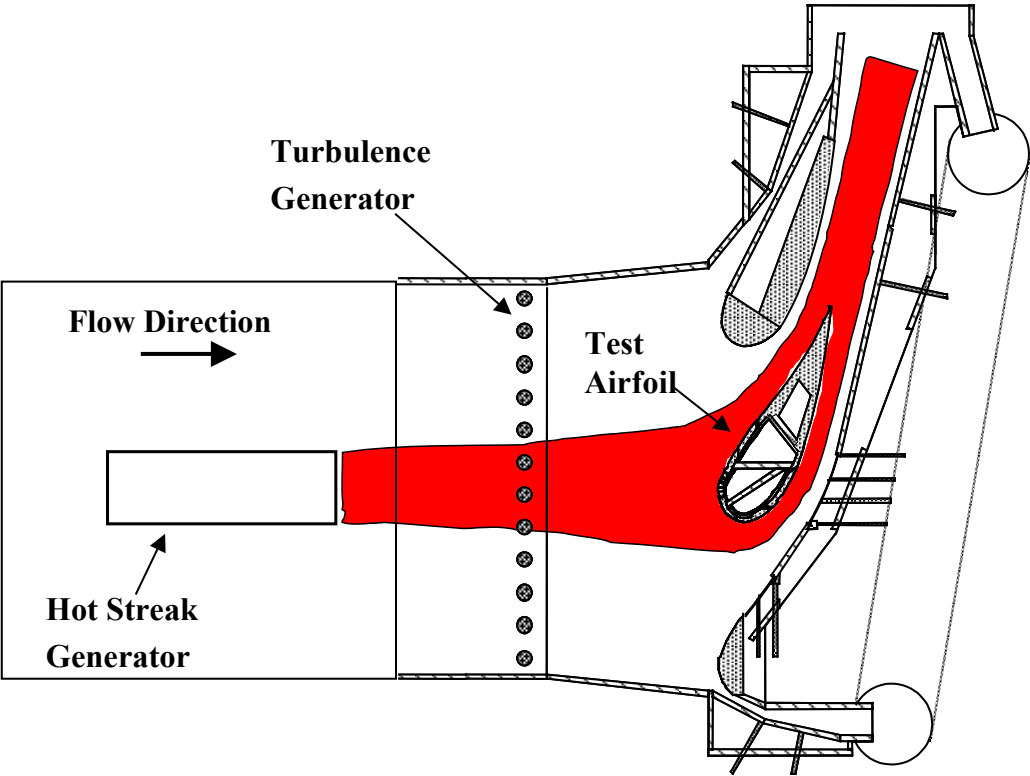 Turbulence
Generator
Flow Direction
Test
Airfoil
Hot Streak
Generator